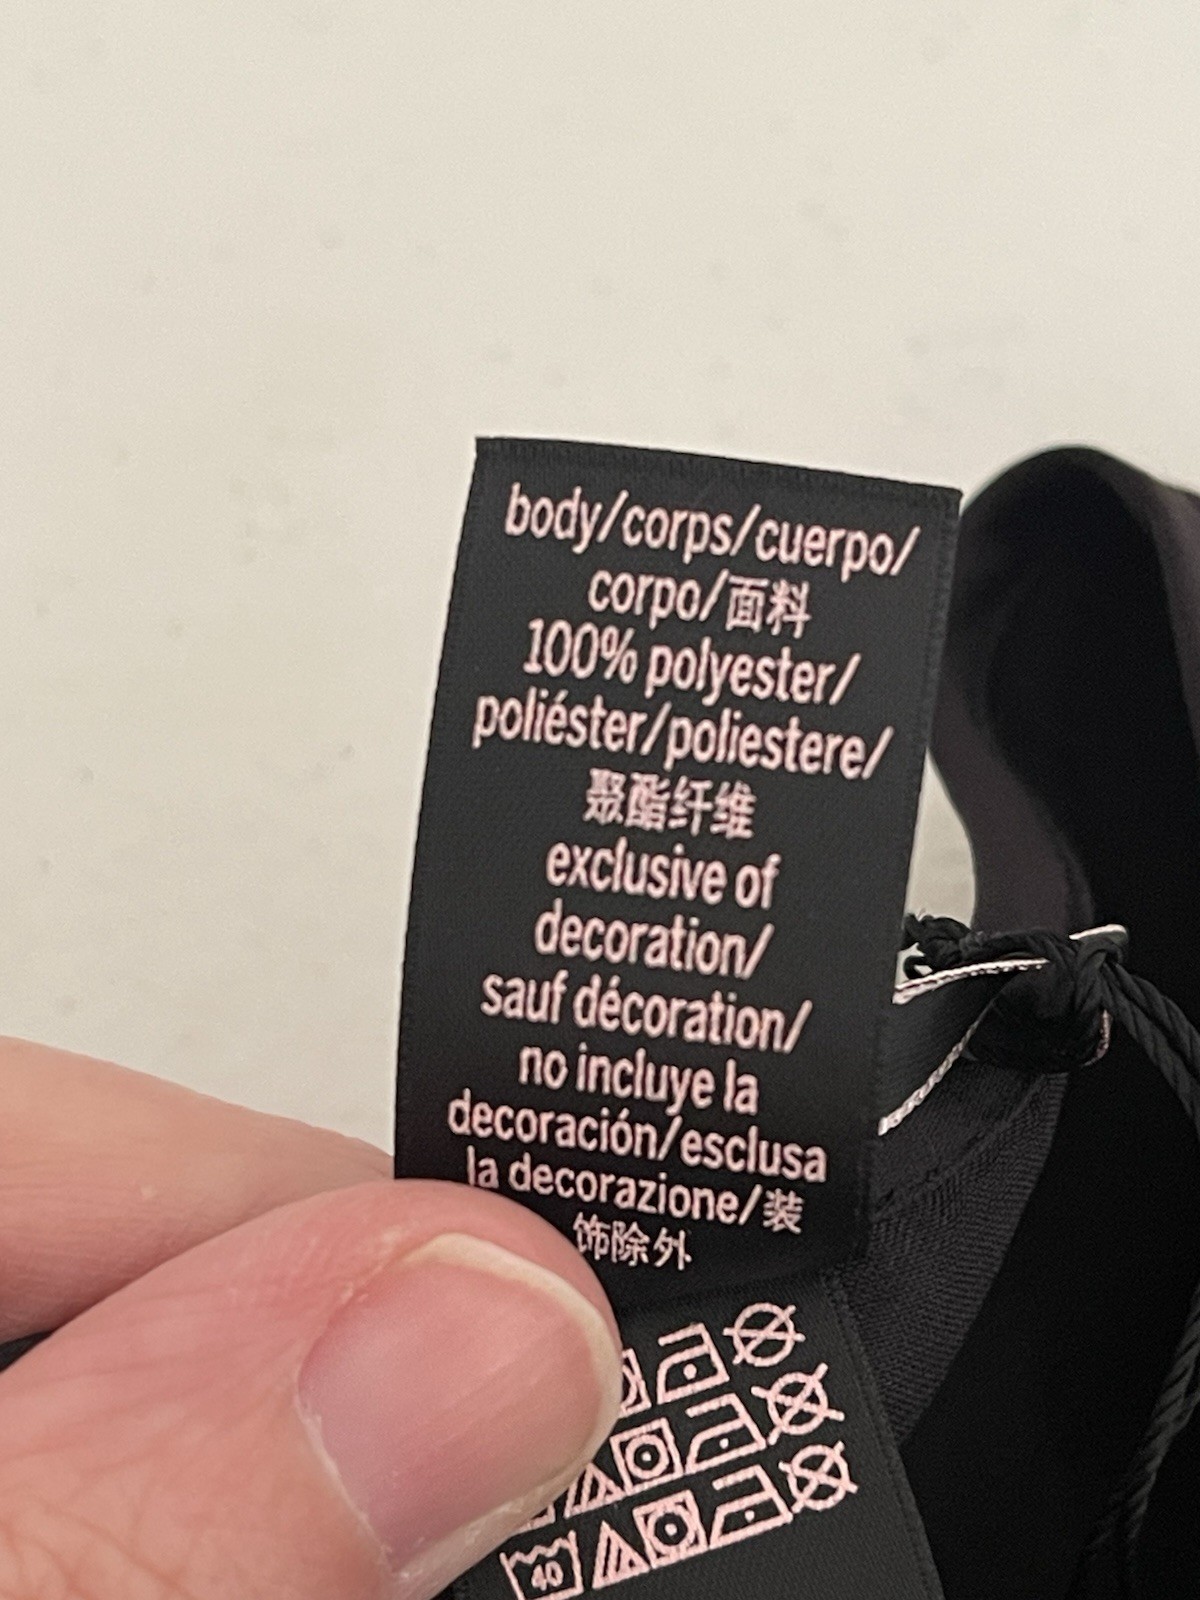 body/corps/cuerpo/
corpo/面料
100% polyester/
poliéster/poliestere/
聚酯纤维
exclusive of
decoration/
sauf décoration/
no incluye la
decoración/esclusa
la decorazione/装
饰除外
40